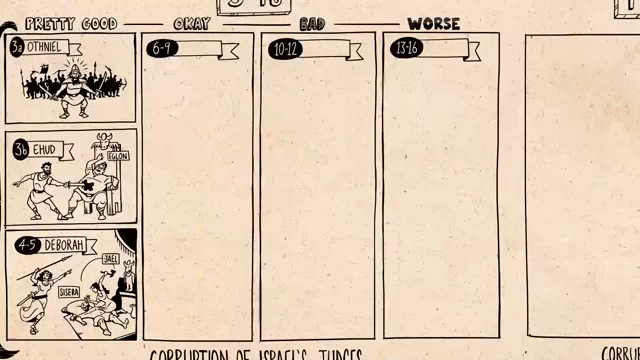 PRETTY GOOD OKAY BAD WORSE
3a OTHNIEL
6-9
10-12
13-16
3b EHUD
EGLON
4-5 DEBORAH
JAEL
SISERA
CORRUPTION OF ISRAEL'S JUDGES